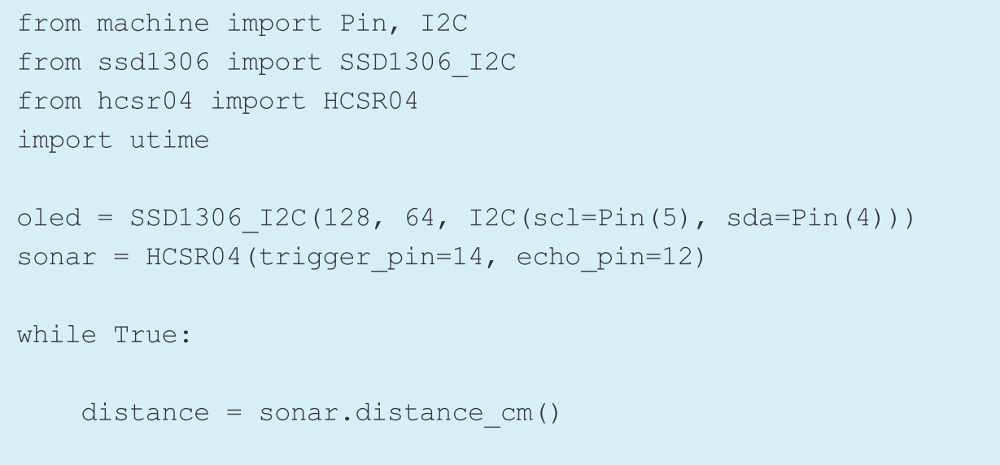 from machine import Pin, I2C
from ssd1306 import SSD1306_I2C
from hcsr04 import HCSR04
import utime

oled = SSD1306_I2C(128, 64, I2C(scl=Pin(5), sda=Pin(4)))
sonar = HCSR04(trigger_pin=14, echo_pin=12)

while True:

    distance = sonar.distance_cm()